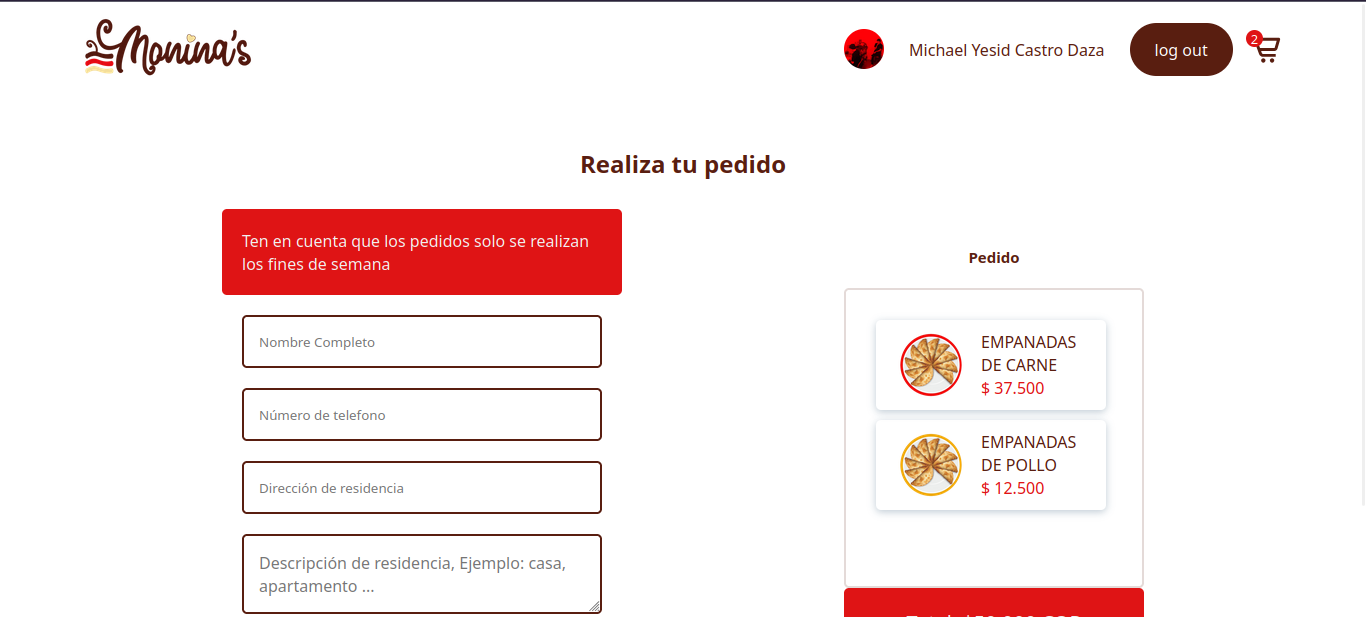 Monina's
Michael Yesid Castro Daza
log out
2
Realiza tu pedido
Ten en cuenta que los pedidos solo se realizan
los fines de semana
Nombre Completo
Número de telefono
Dirección de residencia
Descripción de residencia, Ejemplo: casa,
apartamento ...
Pedido
EMPANADAS
DE CARNE
$ 37.500
EMPANADAS
DE POLLO
$ 12.500